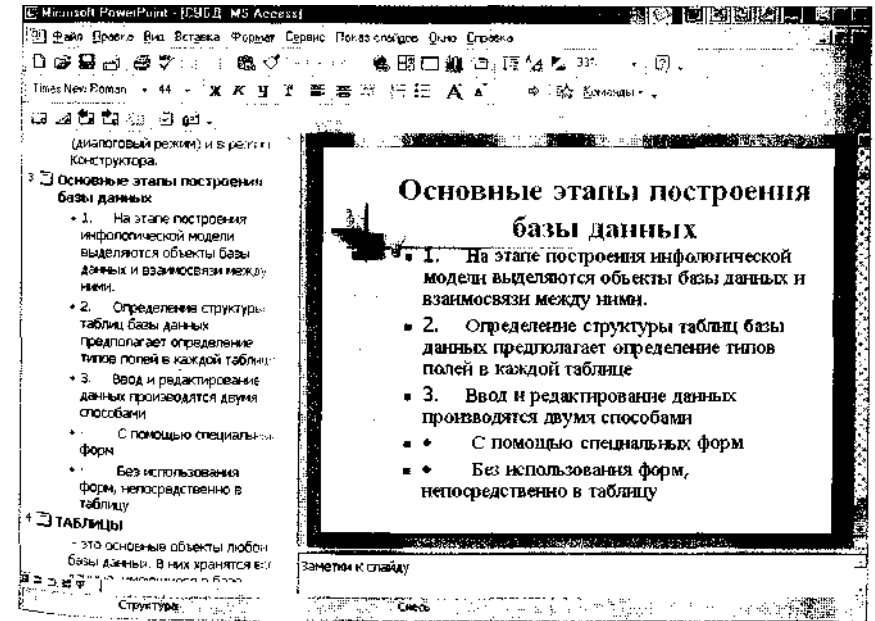 Microsoft PowerPoint - [СУБД MS Access]
Файл Правка Вид Вставка Формат Сервис Показ слайдов Окно Справка
33%
Times New Roman 44 Ж К Ч Команды
(диалоговый режим) и в режим
Конструктора.
3 Основные этапы построения
базы данных
• 1. На этапе построения
инфологической модели
выделяются объекты базы
данных и взаимосвязи между
ними.
• 2. Определение структуры
таблиц базы данных
предполагает определение
типов полей в каждой таблице
• 3. Ввод и редактирование
данных производятся двумя
способами
• · С помощью специальных
форм
• · Без использования
форм, непосредственно в
таблицу
4 ТАБЛИЦЫ
- это основные объекты любой
базы данных. В них хранятся все
Структура
Основные этапы построения
базы данных
▪ 1. На этапе построения инфологической
модели выделяются объекты базы данных и
взаимосвязи между ними.
▪ 2. Определение структуры таблиц базы
данных предполагает определение типов
полей в каждой таблице
▪ 3. Ввод и редактирование данных
производятся двумя способами
▪ • С помощью специальных форм
▪ • Без использования форм,
непосредственно в таблицу
Заметки к слайду
Смесь